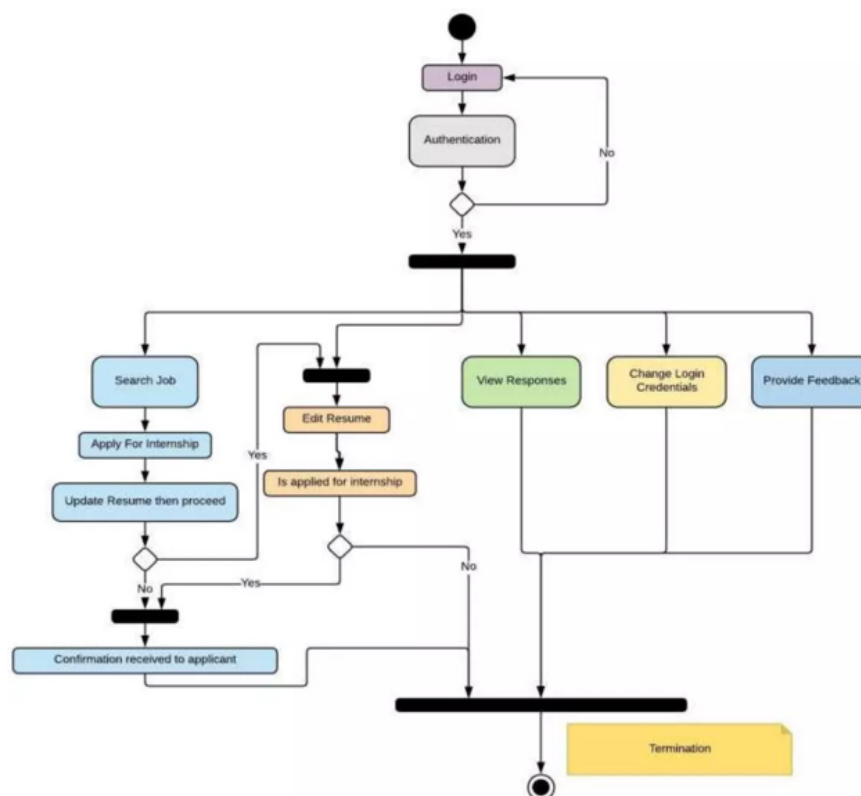 Login
Authentication
No
Yes
Search Job
View Responses
Change Login
Credentials
Provide Feedback
Edit Resume
Apply For Internship
Yes
Is applied for internship
Update Resume then proceed
No
Yes
No
Confirmation received to applicant
Termination